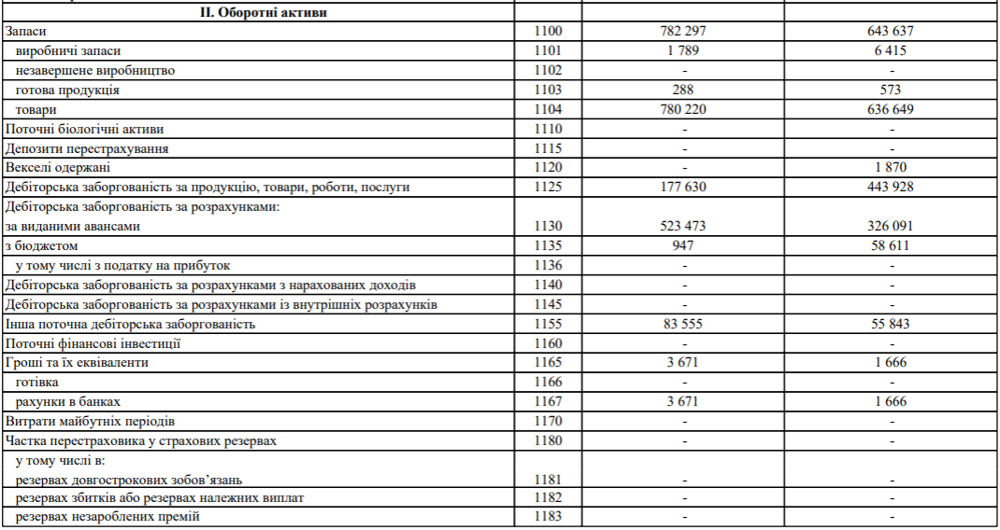 II. Оборотні активи
Запаси 1100 782 297 643 637
виробничі запаси 1101 1 789 6 415
незавершене виробництво 1102 - -
готова продукція 1103 288 573
товари 1104 780 220 636 649
Поточні біологічні активи 1110 - -
Депозити перестрахування 1115 - -
Векселі одержані 1120 - 1 870
Дебіторська заборгованість за продукцію, товари, роботи, послуги 1125 177 630 443 928
Дебіторська заборгованість за розрахунками:
за виданими авансами 1130 523 473 326 091
з бюджетом 1135 947 58 611
у тому числі з податку на прибуток 1136 - -
Дебіторська заборгованість за розрахунками з нарахованих доходів 1140 - -
Дебіторська заборгованість за розрахунками із внутрішніх розрахунків 1145 - -
Інша поточна дебіторська заборгованість 1155 83 555 55 843
Поточні фінансові інвестиції 1160 - -
Гроші та їх еквіваленти 1165 3 671 1 666
готівка 1166 - -
рахунки в банках 1167 3 671 1 666
Витрати майбутніх періодів 1170 - -
Частка перестраховика у страхових резервах 1180 - -
у тому числі в:
резервах довгострокових зобов’язань 1181 - -
резервах збитків або резервах належних виплат 1182 - -
резервах незароблених премій 1183 - -